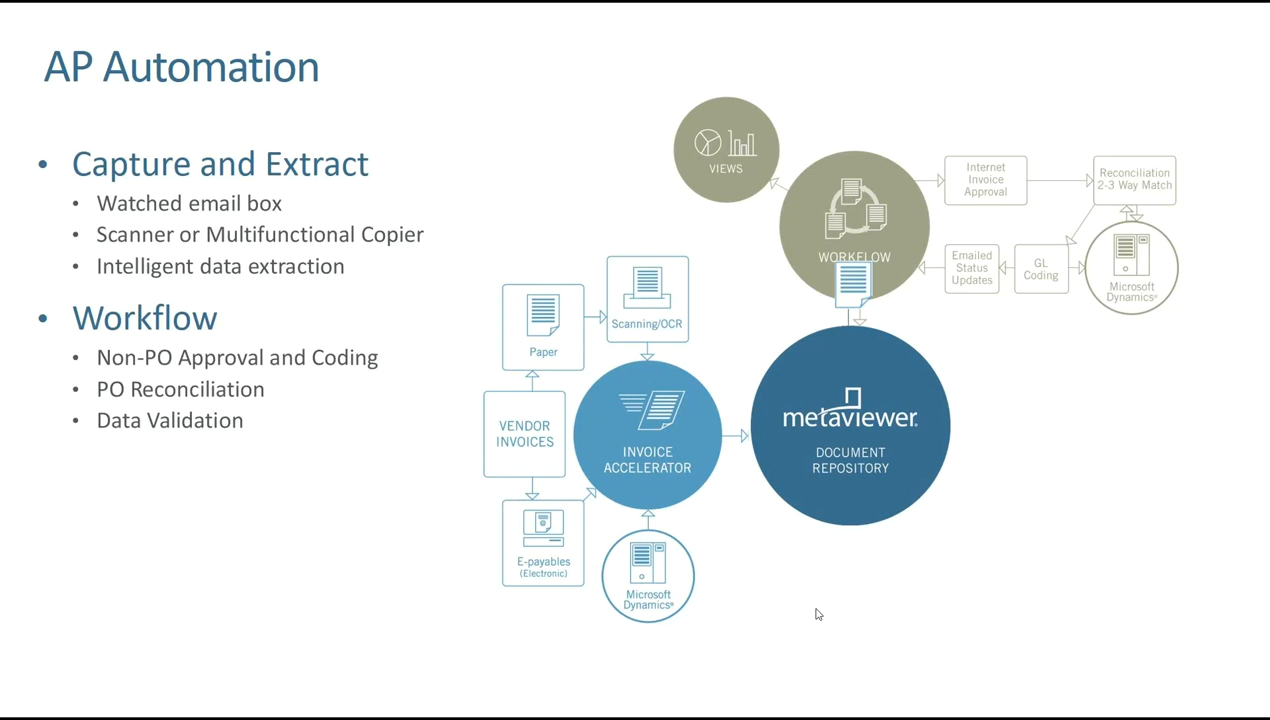 AP Automation
• Capture and Extract
• Watched email box
• Scanner or Multifunctional Copier
• Intelligent data extraction
• Workflow
• Non-PO Approval and Coding
• PO Reconciliation
• Data Validation
VIEWS
WORKFLOW
Internet
Invoice
Approval
Reconciliation
2-3 Way Match
Emailed
Status
Updates
GL
Coding
Microsoft
Dynamics®
Paper
Scanning/OCR
VENDOR
INVOICES
INVOICE
ACCELERATOR
metaviewer.
DOCUMENT
REPOSITORY
E-payables
(Electronic)
Microsoft
Dynamics®